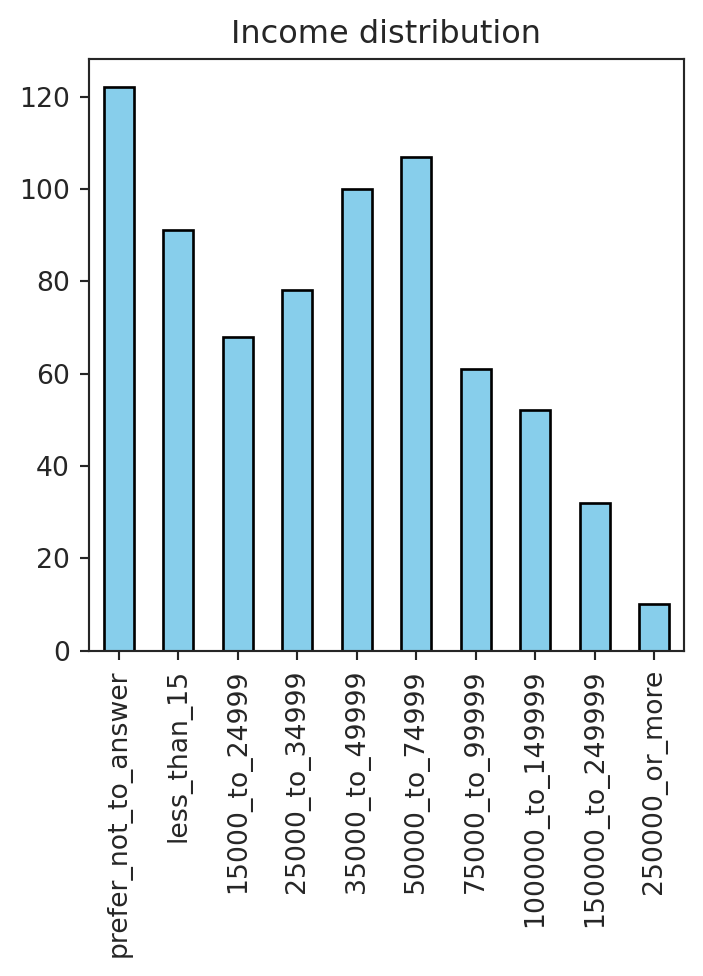 Income distribution
120
100
80
60
40
20
0
prefer_not_to_answer
less_than_15
15000_to_24999
25000_to_34999
35000_to_49999
50000_to_74999
75000_to_99999
100000_to_149999
150000_to_249999
250000_or_more